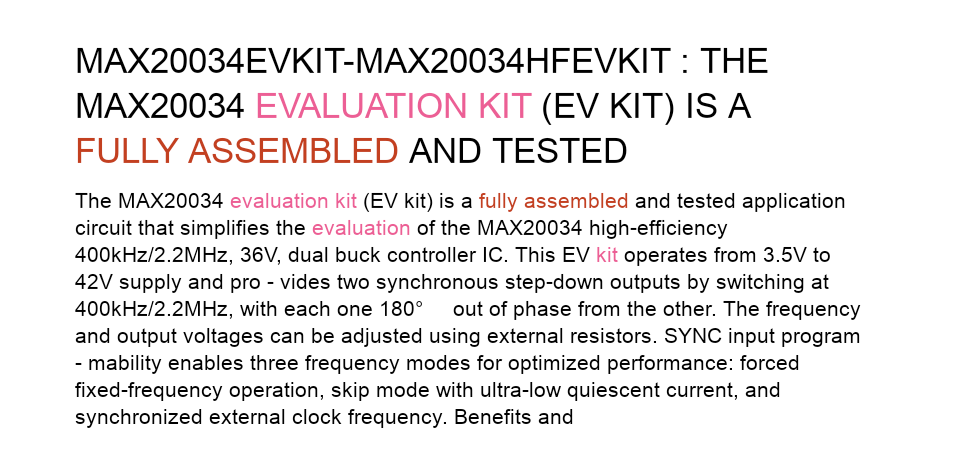 MAX20034EVKIT-MAX20034HFEVKIT : THE
MAX20034 EVALUATION KIT (EV KIT) IS A
FULLY ASSEMBLED AND TESTED
The MAX20034 evaluation kit (EV kit) is a fully assembled and tested application
circuit that simplifies the evaluation of the MAX20034 high-efficiency
400kHz/2.2MHz, 36V, dual buck controller IC. This EV kit operates from 3.5V to
42V supply and pro - vides two synchronous step-down outputs by switching at
400kHz/2.2MHz, with each one 180° out of phase from the other. The frequency
and output voltages can be adjusted using external resistors. SYNC input program
- mability enables three frequency modes for optimized performance: forced
fixed-frequency operation, skip mode with ultra-low quiescent current, and
synchronized external clock frequency. Benefits and